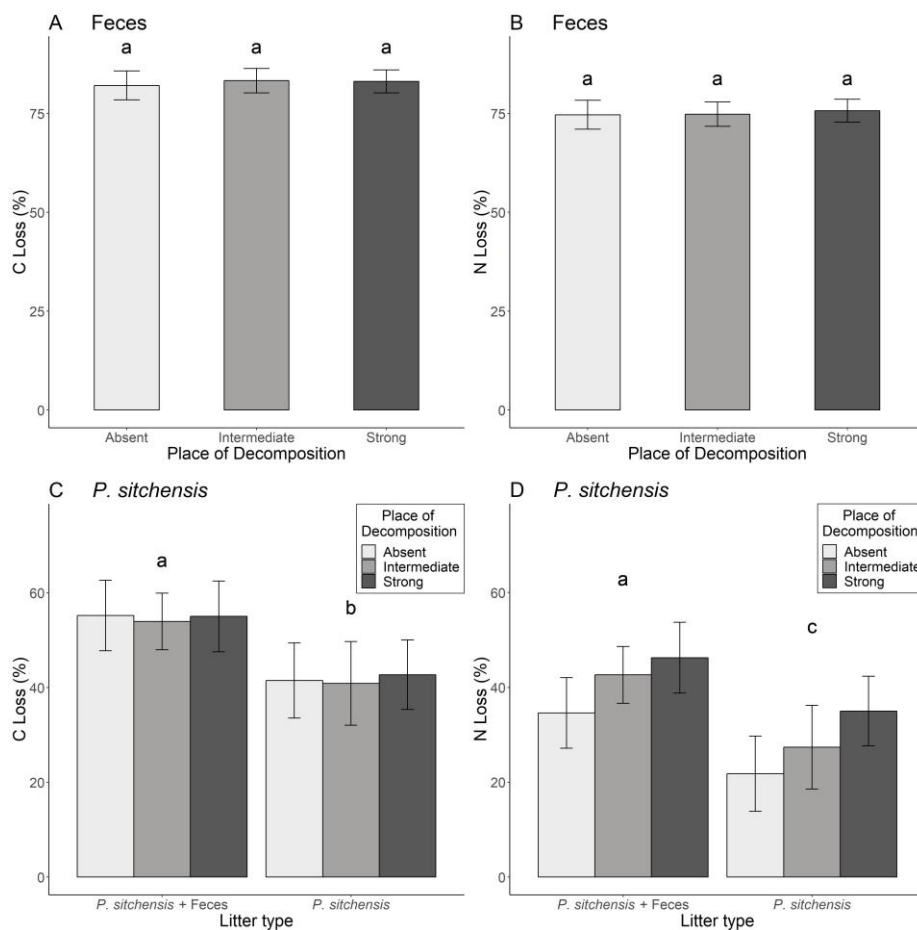 A Feces
a a a
75
50
25
0
C Loss (%)
Absent Intermediate Strong
Place of Decomposition
B Feces
a a a
75
50
25
0
N Loss (%)
Absent Intermediate Strong
Place of Decomposition
C P. sitchensis
Place of
Decomposition
Absent
Intermediate
Strong
a
b
60
40
20
0
C Loss (%)
P. sitchensis + Feces P. sitchensis
Litter type
D P. sitchensis
Place of
Decomposition
Absent
Intermediate
Strong
a
c
60
40
20
0
N Loss (%)
P. sitchensis + Feces P. sitchensis
Litter type